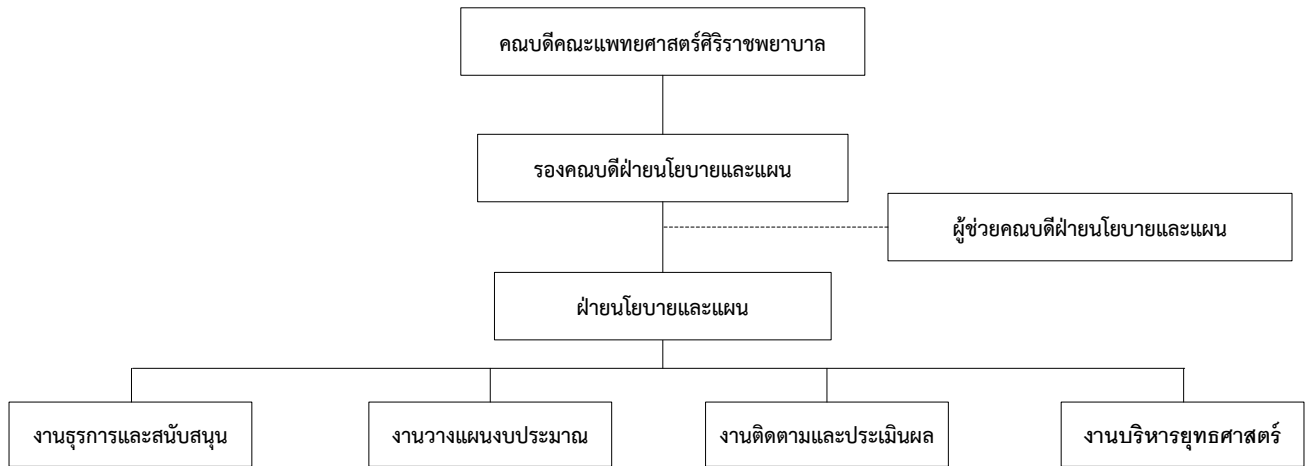 คณบดีคณะแพทยศาสตร์ศิริราชพยาบาล
รองคณบดีฝ่ายนโยบายและแผน
ผู้ช่วยคณบดีฝ่ายนโยบายและแผน
ฝ่ายนโยบายและแผน
งานธุรการและสนับสนุน
งานวางแผนงบประมาณ
งานติดตามและประเมินผล
งานบริหารยุทธศาสตร์